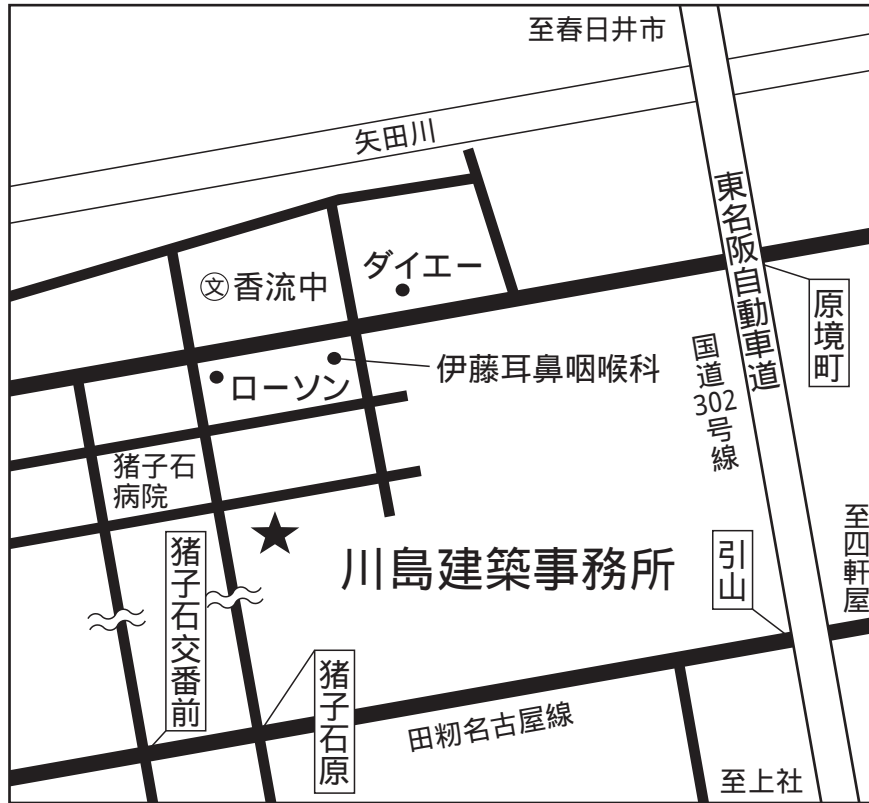 至春日井市
矢田川
東名阪自動車道
ダイエー
㊫香流中
原境町
伊藤耳鼻咽喉科
ローソン
国道302号線
猪子石
病院
至四軒屋
猪子石交番前
引山
川島建築事務所
猪子石原
田籾名古屋線
至上社